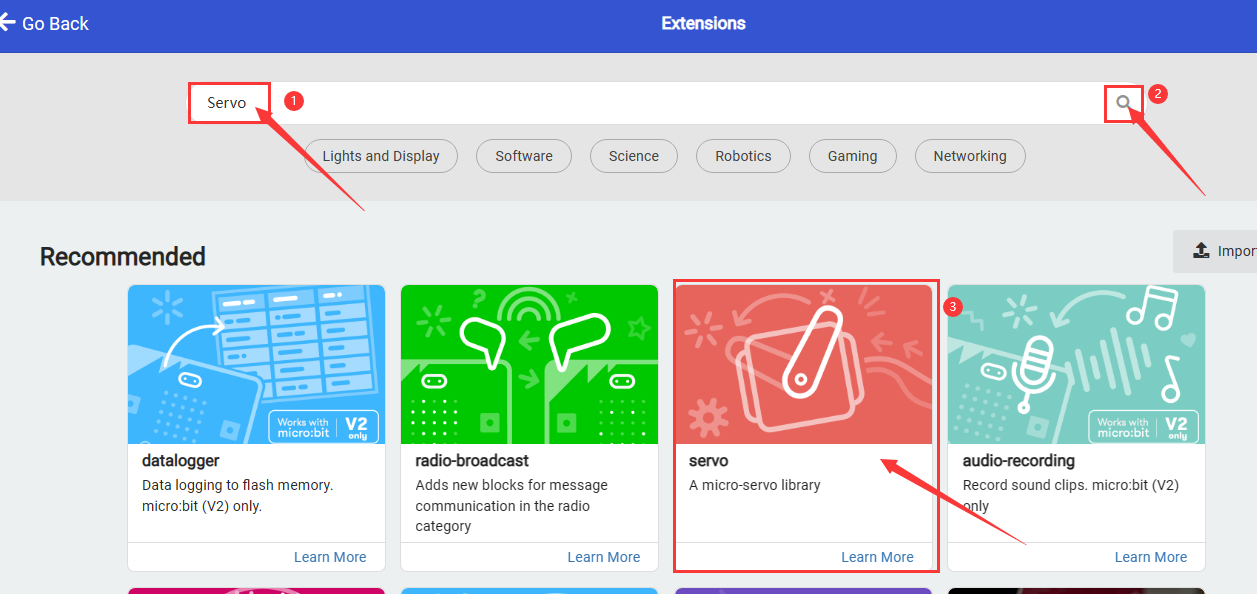 Go Back
Extensions
Servo
1
2
Lights and Display
Software
Science
Robotics
Gaming
Networking
Recommended
Impor
3
Works with
micro:bit
V2
only
Works with
micro:bit
V2
only
datalogger
Data logging to flash memory.
micro:bit (V2) only.
Learn More
radio-broadcast
Adds new blocks for message
communication in the radio
category
Learn More
servo
A micro-servo library
Learn More
audio-recording
Record sound clips. micro:bit (V2)
only
Learn More